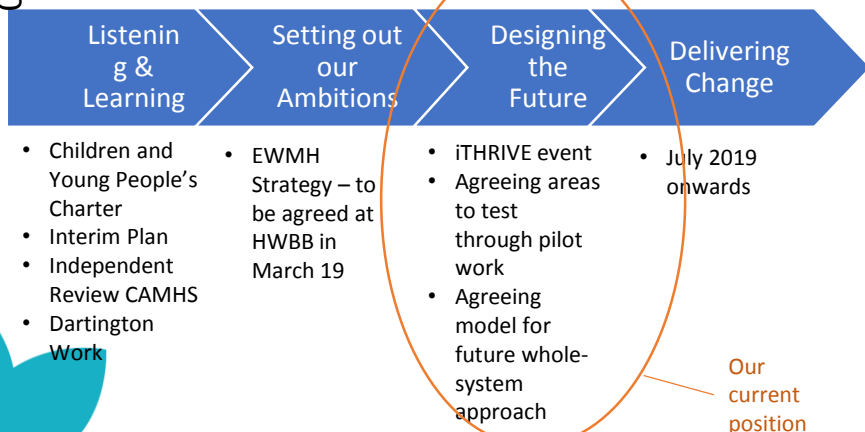 Listenin
g &
Learning
Setting out
our
Ambitions
Designing
the
Future
Delivering
Change
• Children and
Young People’s
Charter
• Interim Plan
• Independent
Review CAMHS
• Dartington
Work
• EWMH
Strategy – to
be agreed at
HWBB in
March 19
• iTHRIVE event
• Agreeing areas
to test
through pilot
work
• Agreeing
model for
future whole-
system
approach
• July 2019
onwards
Our
current
position